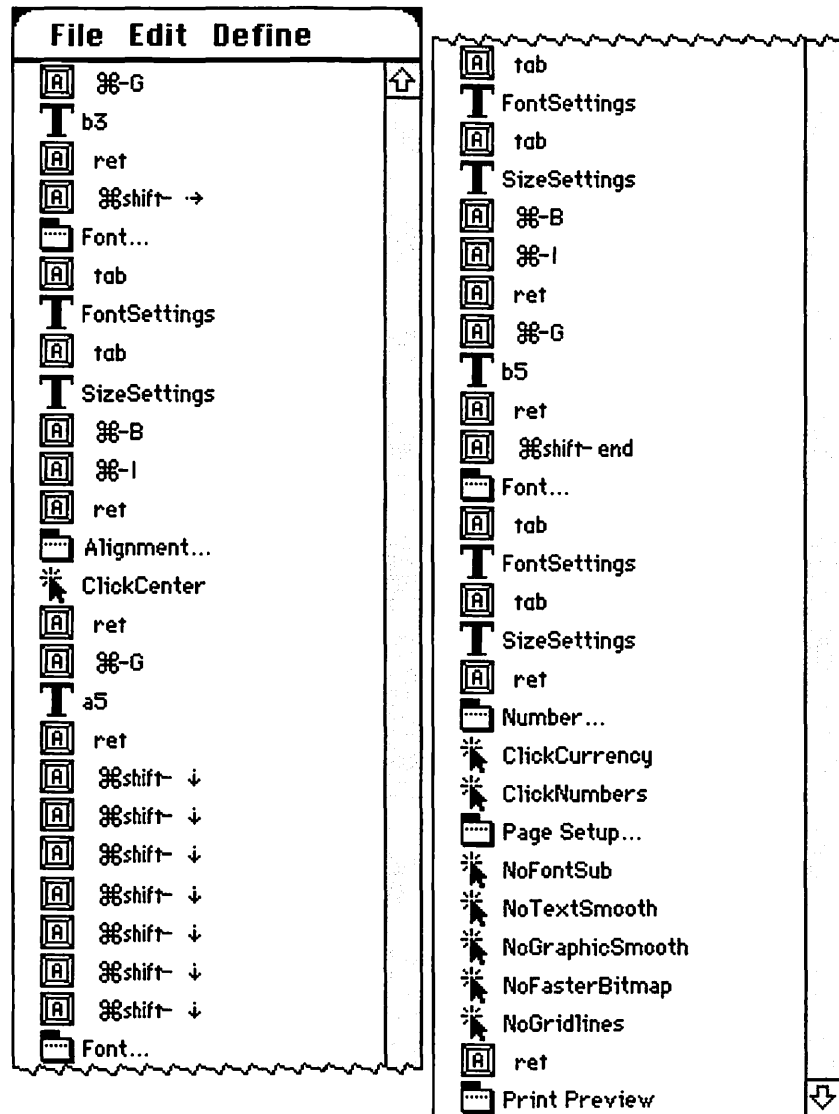 File Edit Define
A ⌘-G
T b3
A ret
A ⌘shift- →
Font...
A tab
T FontSettings
A tab
T SizeSettings
A ⌘-B
A ⌘-I
A ret
Alignment...
ClickCenter
A ret
A ⌘-G
T a5
A ret
A ⌘shift- ↓
A ⌘shift- ↓
A ⌘shift- ↓
A ⌘shift- ↓
A ⌘shift- ↓
A ⌘shift- ↓
A ⌘shift- ↓
Font...
A tab
T FontSettings
A tab
T SizeSettings
A ⌘-B
A ⌘-I
A ret
A ⌘-G
T b5
A ret
A ⌘shift- end
Font...
A tab
T FontSettings
A tab
T SizeSettings
A ret
Number...
ClickCurrency
ClickNumbers
Page Setup...
NoFontSub
NoTextSmooth
NoGraphicSmooth
NoFasterBitmap
NoGridlines
A ret
Print Preview